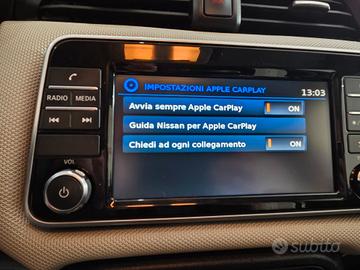 IMPOSTAZIONI APPLE CARPLAY
13:03
Avvia sempre Apple CarPlay
ON
Guida Nissan per Apple CarPlay
Chiedi ad ogni collegamento
ON
RADIO
MEDIA
VOL
subito